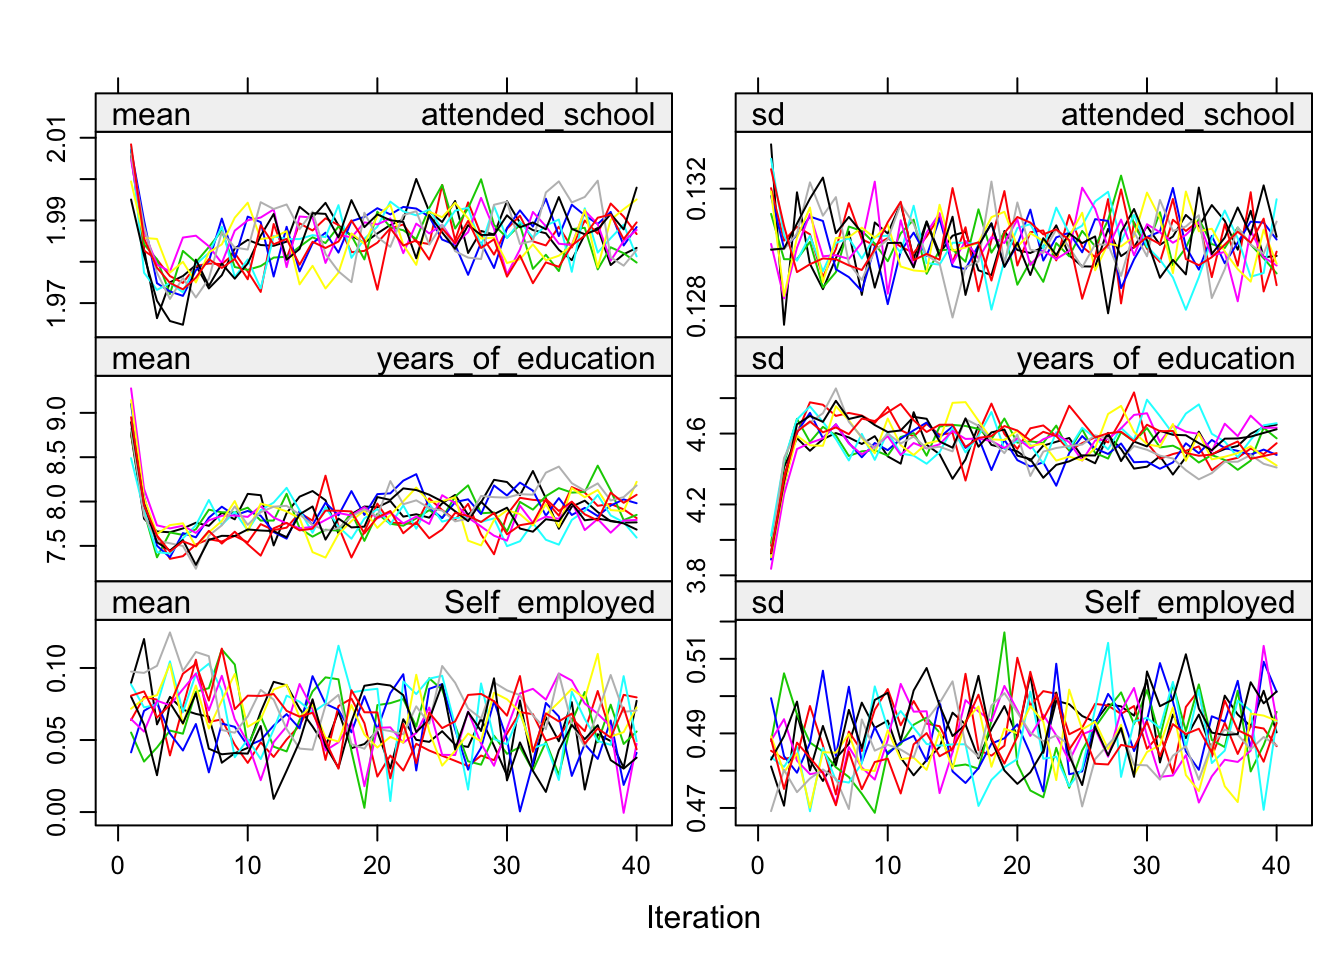 mean attended_school
sd attended_school
2.01
1.99
1.97
0.132
0.128
mean years_of_education
sd years_of_education
9.0
8.5
8.0
7.5
4.6
4.2
3.8
mean Self_employed
sd Self_employed
0.10
0.05
0.00
0.51
0.49
0.47
0 10 20 30 40
0 10 20 30 40
Iteration